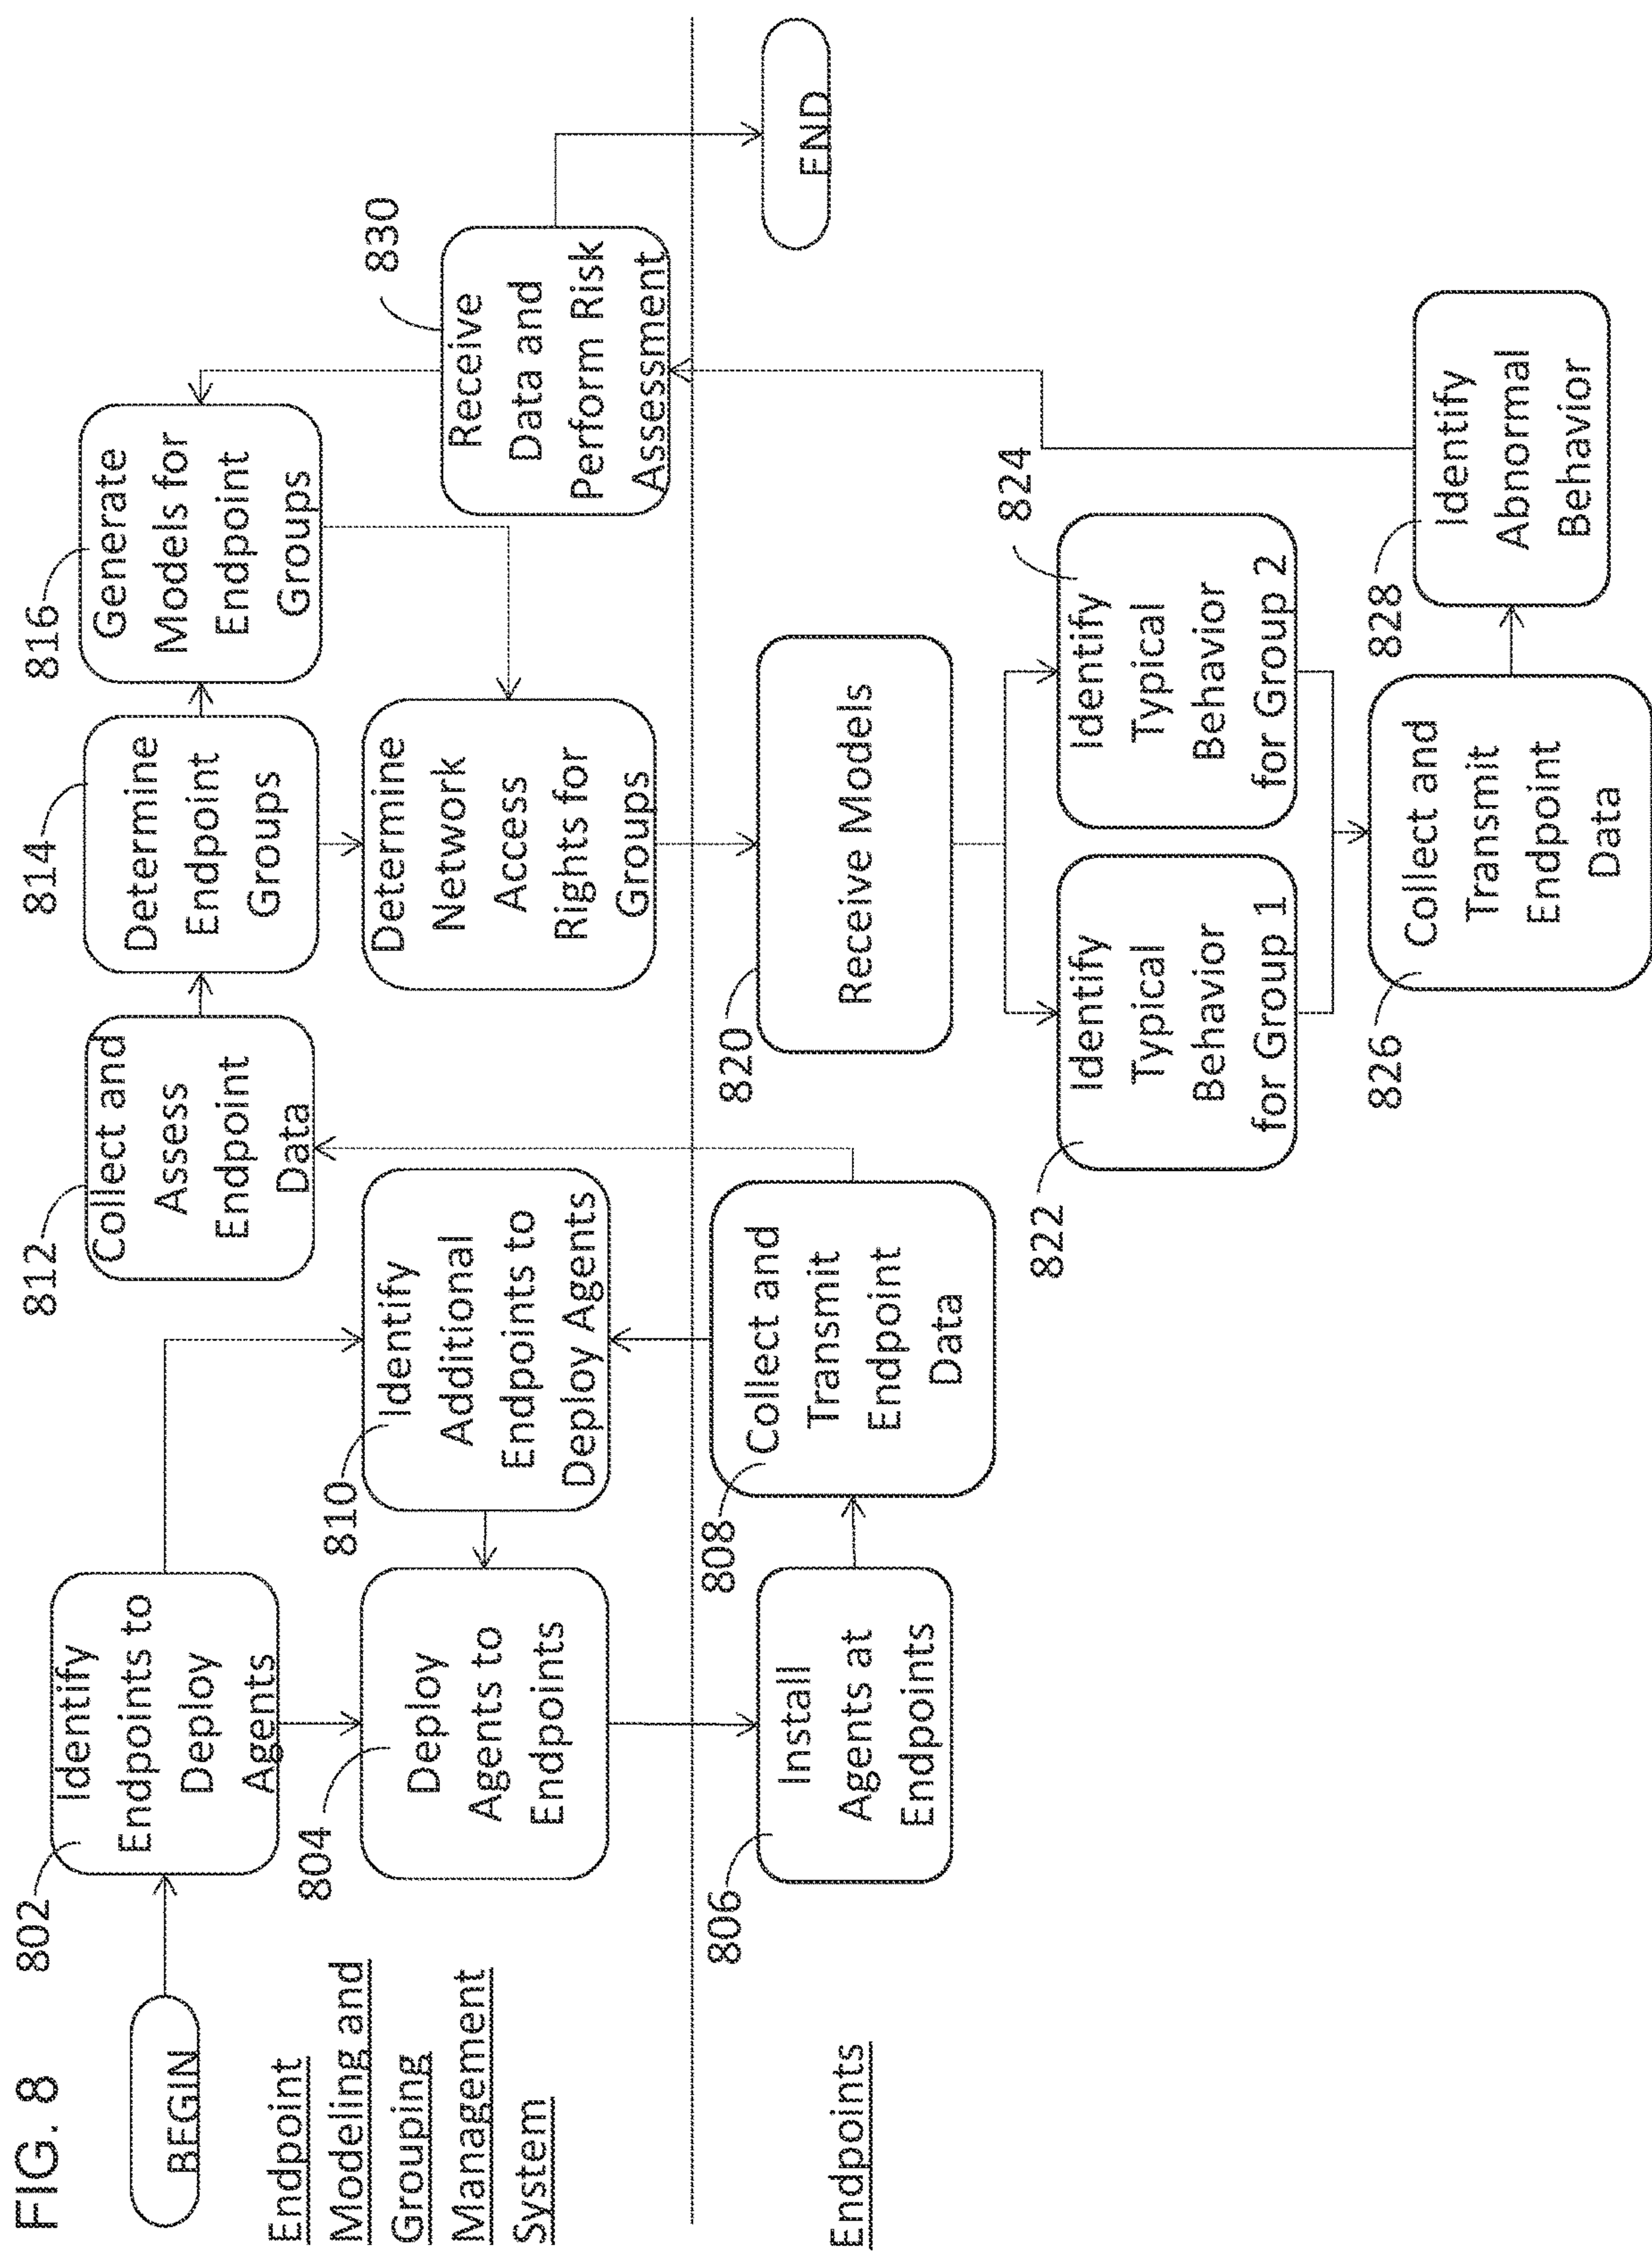 FIG. 8
BEGIN
Endpoint
Modeling and
Grouping
Management
System
802
Identify
Endpoints to
Deploy
Agents
804
Deploy
Agents to
Endpoints
810
Identify
Additional
Endpoints to
Deploy Agents
812
Collect and
Assess
Endpoint
Data
814
Determine
Endpoint
Groups
816
Generate
Models for
Endpoint
Groups
Determine
Network
Access
Rights for
Groups
830
Receive
Data and
Perform Risk
Assessment
END
Endpoints
806
Install
Agents at
Endpoints
808
Collect and
Transmit
Endpoint
Data
820
Receive Models
822
Identify
Typical
Behavior
for Group 1
824
Identify
Typical
Behavior
for Group 2
826
Collect and
Transmit
Endpoint
Data
828
Identify
Abnormal
Behavior